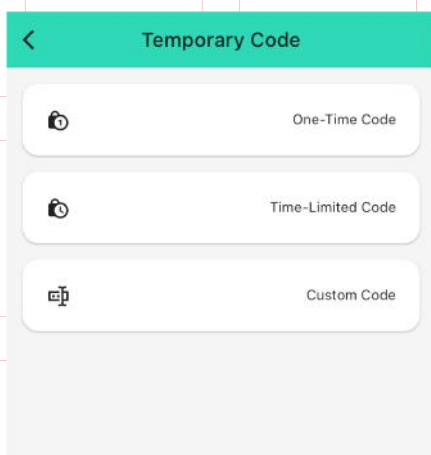 Temporary Code
One-Time Code
Time-Limited Code
Custom Code